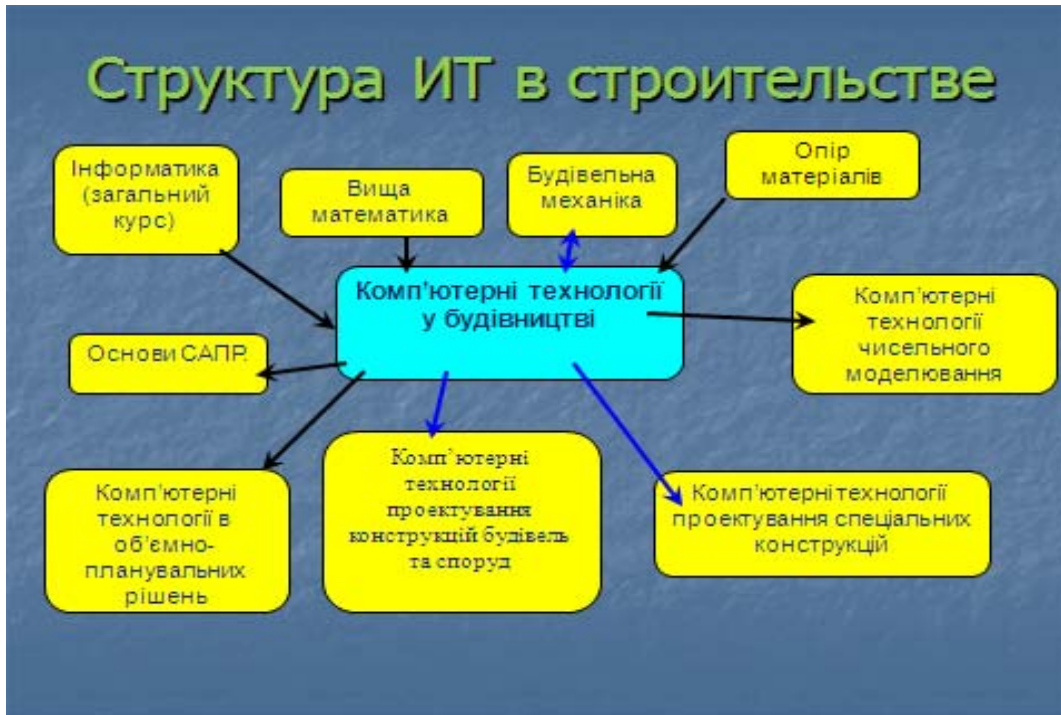 Структура ИТ в строительстве
Інформатика
(загальний
курс)
Вища
математика
Будівельна
механіка
Опір
матеріалів
Комп'ютерні технології
у будівництві
Комп'ютерні
технології
чисельного
моделювання
Основи САПР.
Комп'ютерні
технології в
об'ємно-
планувальних
рішень
Комп'ютерні
технології
проектування
конструкцій будівель
та споруд
Комп'ютерні технології
проектування спеціальних
конструкцій